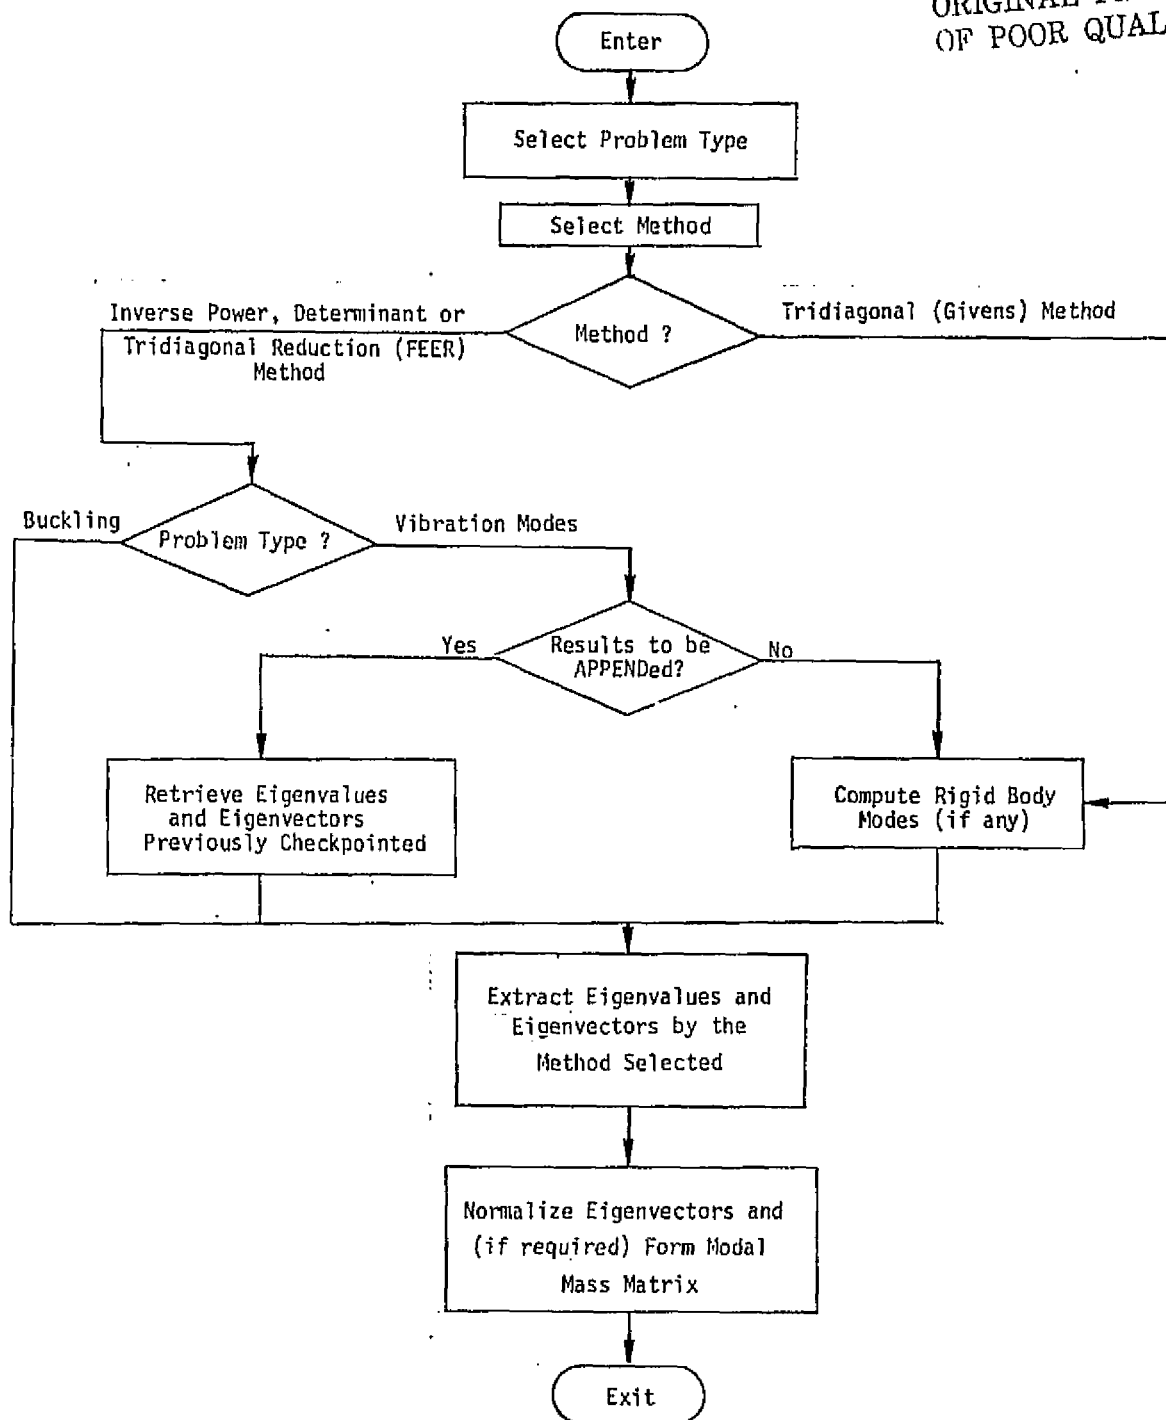 ORIGINAL
OF POOR QUAL
Enter
Select Problem Type
Select Method
Inverse Power, Determinant or
Tridiagonal Reduction (FEER)
Method
Method ?
Tridiagonal (Givens) Method
Buckling
Problem Type ?
Vibration Modes
Yes
Results to be
APPENDed?
No
Retrieve Eigenvalues
and Eigenvectors
Previously Checkpointed
Compute Rigid Body
Modes (if any)
Extract Eigenvalues and
Eigenvectors by the
Method Selected
Normalize Eigenvectors and
(if required) Form Modal
Mass Matrix
Exit